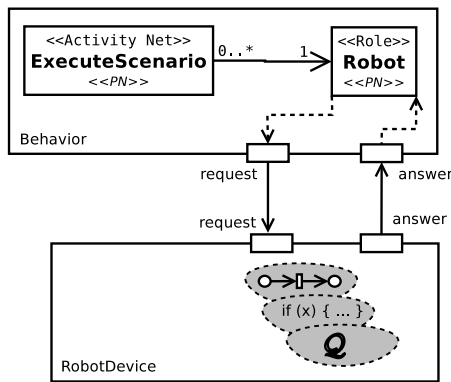 <<Activity Net>>
ExecuteScenario
<<PN>>
0..*
1
<<Role>>
Robot
<<PN>>
Behavior
request
answer
request
answer
if (x) { ... }
Q
RobotDevice